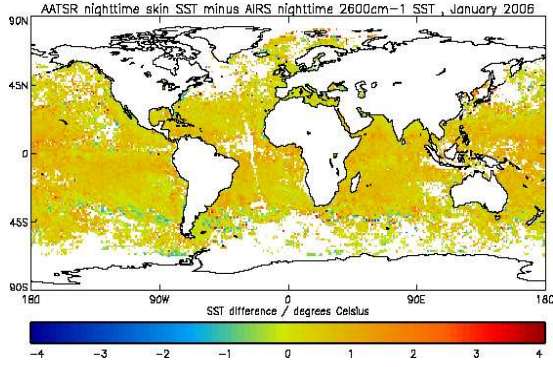 AATSR nighttime skin SST minus AIRS nighttime 2600cm-1 SST , January 2006
90N
45N
0
45S
90S
180 90W 0 90E 180
SST difference / degrees Celsius
-4 -3 -2 -1 0 1 2 3 4